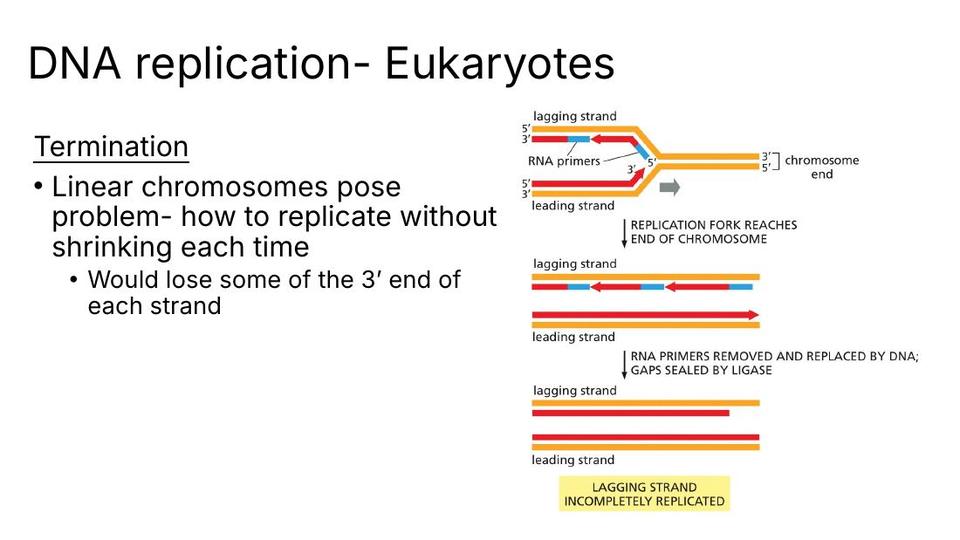 DNA replication- Eukaryotes
Termination
• Linear chromosomes pose
problem- how to replicate without
shrinking each time
• Would lose some of the 3’ end of
each strand
lagging strand
5’
3’
RNA primers
5’
3’
3’
5’
chromosome
end
5’
3’
leading strand
REPLICATION FORK REACHES
END OF CHROMOSOME
lagging strand
leading strand
RNA PRIMERS REMOVED AND REPLACED BY DNA;
GAPS SEALED BY LIGASE
lagging strand
leading strand
LAGGING STRAND
INCOMPLETELY REPLICATED